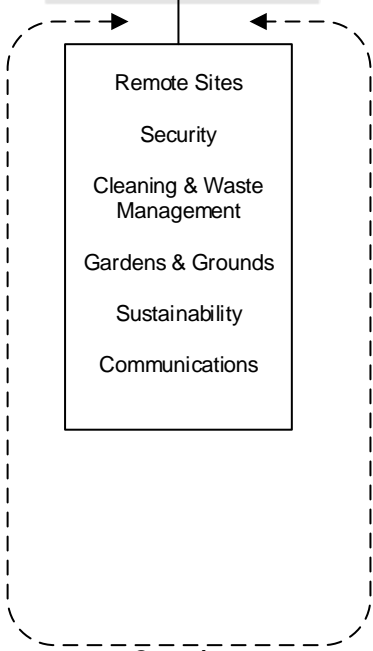 Remote Sites
Security
Cleaning & Waste
Management
Gardens & Grounds
Sustainability
Communications